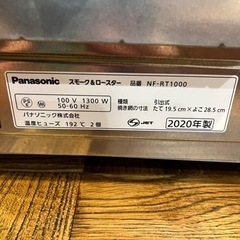 Panasonic スモーク&ロースター 品番 NF-RT1000
100 V 1300 W
50-60 Hz
種類 引出式
焼き網の寸法 たて 19.5 cm × よこ 28.5 cm
パナソニック株式会社
温度ヒューズ 192℃ 2個
JET
2020年製